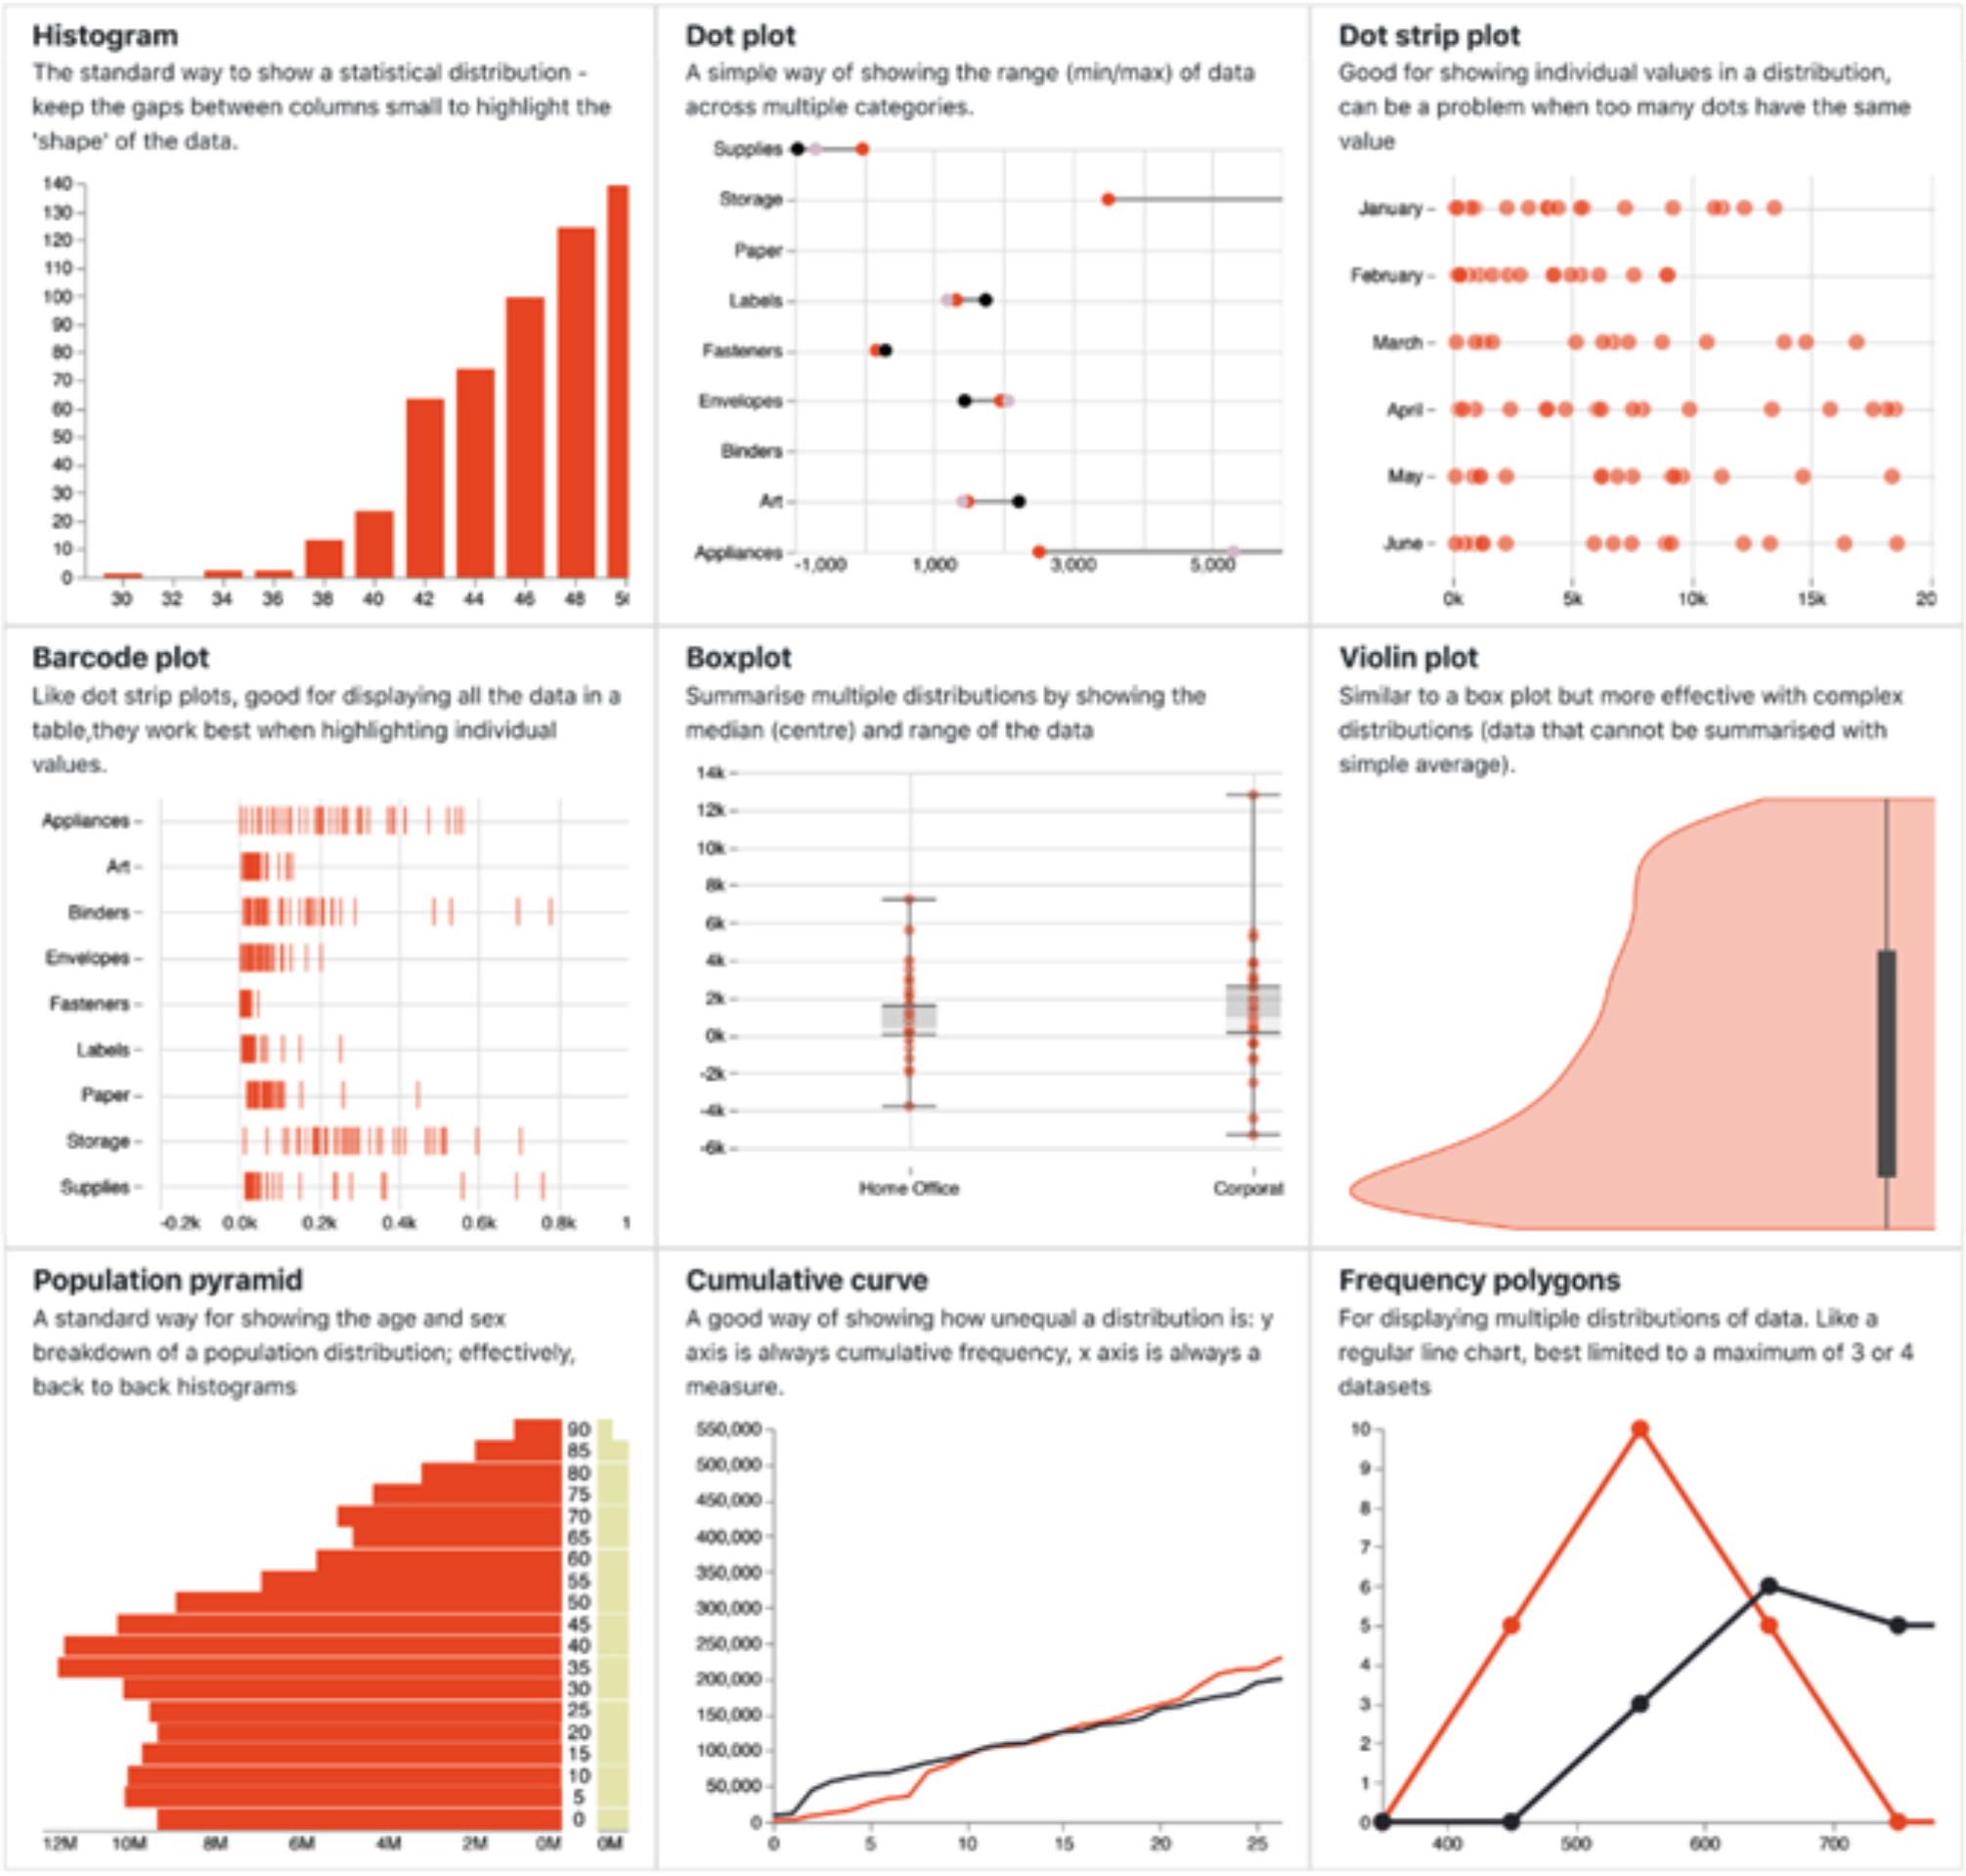 Histogram
The standard way to show a statistical distribution -
keep the gaps between columns small to highlight the
'shape' of the data.
140
130
120
110
100
90
80
70
60
50
40
30
20
10
0
30 32 34 36 38 40 42 44 46 48 50
Dot plot
A simple way of showing the range (min/max) of data
across multiple categories.
Supplies
Storage
Paper
Labels
Fasteners
Envelopes
Binders
Art
Appliances
-1,000 1,000 3,000 5,000
Dot strip plot
Good for showing individual values in a distribution,
can be a problem when too many dots have the same
value
January
February
March
April
May
June
0k 5k 10k 15k 20
Barcode plot
Like dot strip plots, good for displaying all the data in a
table,they work best when highlighting individual
values.
Appliances
Art
Binders
Envelopes
Fasteners
Labels
Paper
Storage
Supplies
-0.2k 0.0k 0.2k 0.4k 0.6k 0.8k 1
Boxplot
Summarise multiple distributions by showing the
median (centre) and range of the data
14k
12k
10k
8k
6k
4k
2k
0k
-2k
-4k
-6k
Home Office Corporat
Violin plot
Similar to a box plot but more effective with complex
distributions (data that cannot be summarised with
simple average).
Population pyramid
A standard way for showing the age and sex
breakdown of a population distribution; effectively,
back to back histograms
90
85
80
75
70
65
60
55
50
45
40
35
30
25
20
15
10
5
0
12M 10M 8M 6M 4M 2M 0M 0M
Cumulative curve
A good way of showing how unequal a distribution is: y
axis is always cumulative frequency, x axis is always a
measure.
550,000
500,000
450,000
400,000
350,000
300,000
250,000
200,000
150,000
100,000
50,000
0
0 5 10 15 20 25
Frequency polygons
For displaying multiple distributions of data. Like a
regular line chart, best limited to a maximum of 3 or 4
datasets
10
9
8
7
6
5
4
3
2
1
0
400 500 600 700